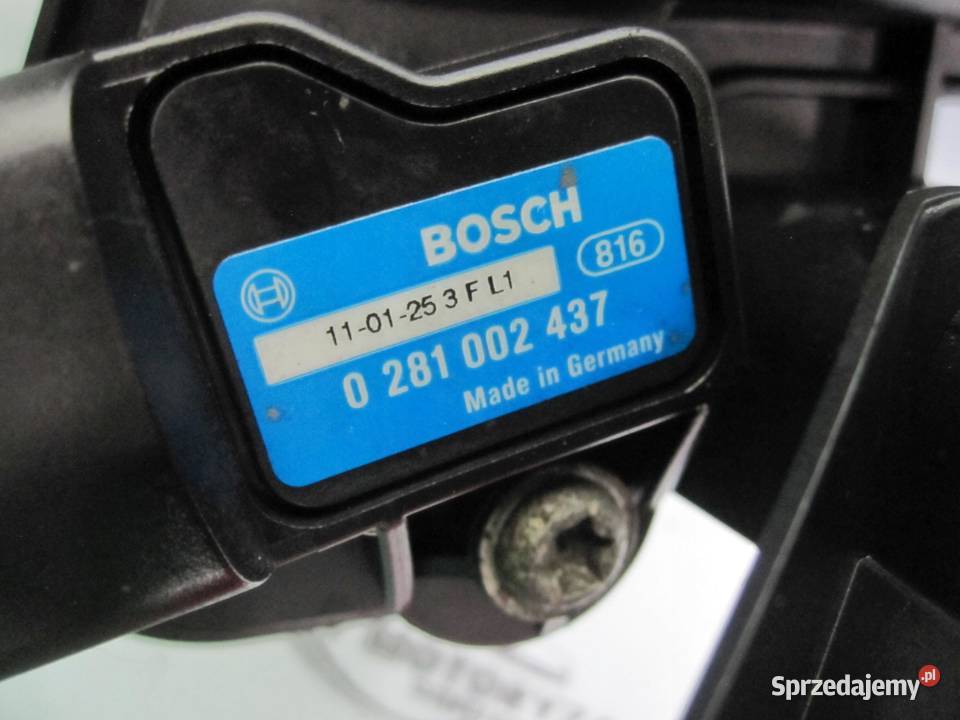 BOSCH
816
11-01-25 3 F L1
0 281 002 437
Made in Germany
Sprzedajemy.pl